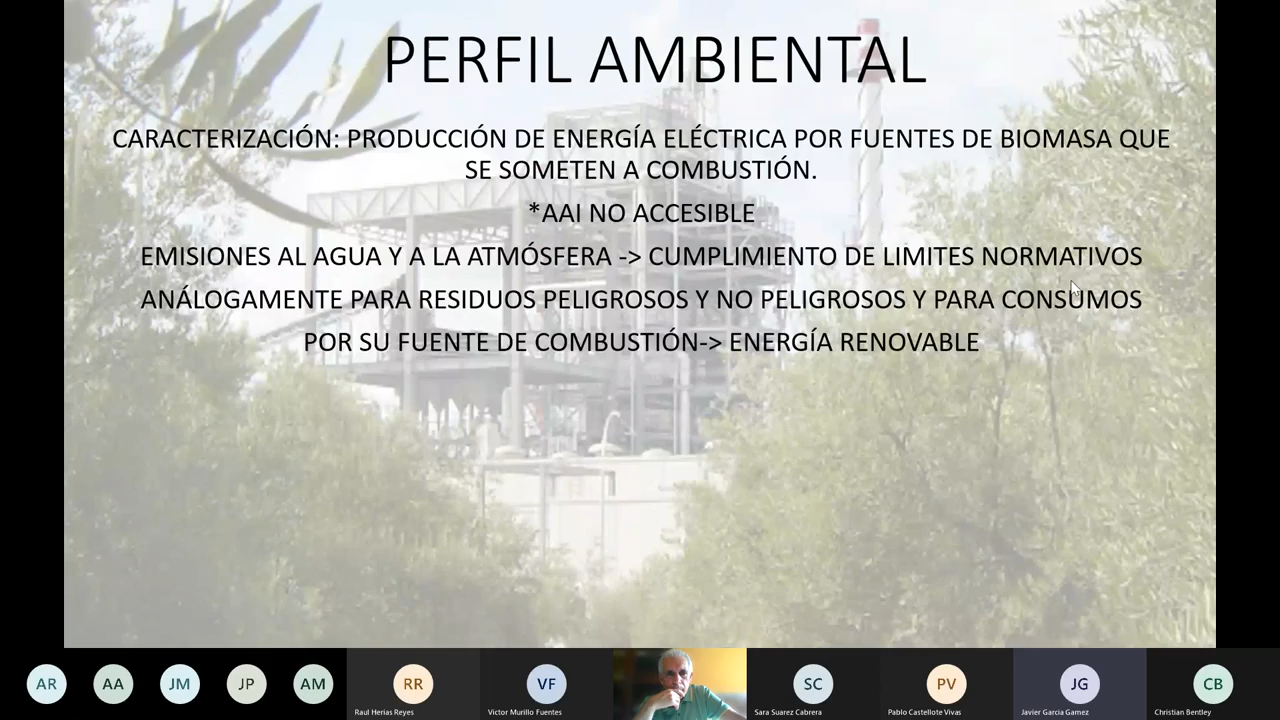 PERFIL AMBIENTAL
CARACTERIZACIÓN: PRODUCCIÓN DE ENERGÍA ELÉCTRICA POR FUENTES DE BIOMASA QUE
SE SOMETEN A COMBUSTIÓN.
*AAI NO ACCESIBLE
EMISIONES AL AGUA Y A LA ATMÓSFERA -> CUMPLIMIENTO DE LIMITES NORMATIVOS
ANÁLOGAMENTE PARA RESIDUOS PELIGROSOS Y NO PELIGROSOS Y PARA CONSUMOS
POR SU FUENTE DE COMBUSTIÓN-> ENERGÍA RENOVABLE
AR AA JM JP AM RR VF SC PV JG CB
Raul Herias Reyes Victor Murillo Fuentes Sara Suarez Cabrera Pablo Castellote Vivas Javier Garcia Gamez Christian Bentley